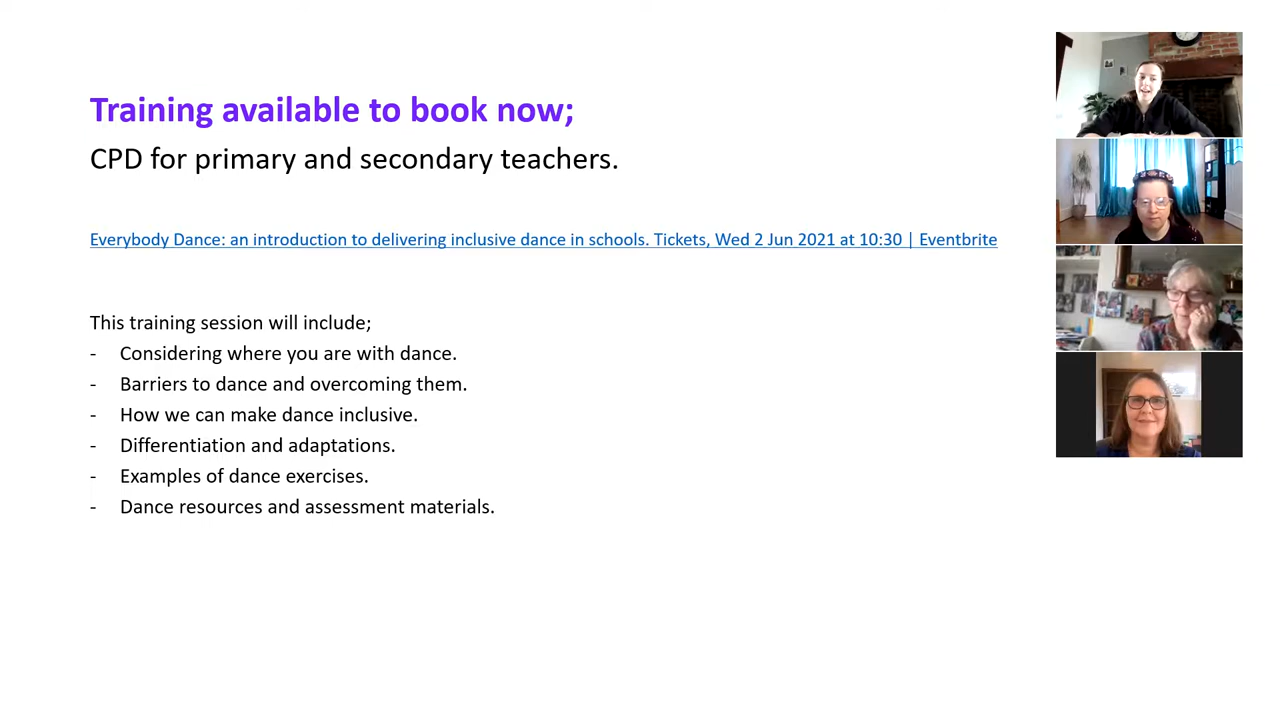 Training available to book now;
CPD for primary and secondary teachers.
Everybody Dance: an introduction to delivering inclusive dance in schools. Tickets, Wed 2 Jun 2021 at 10:30 | Eventbrite
This training session will include;
- Considering where you are with dance.
- Barriers to dance and overcoming them.
- How we can make dance inclusive.
- Differentiation and adaptations.
- Examples of dance exercises.
- Dance resources and assessment materials.